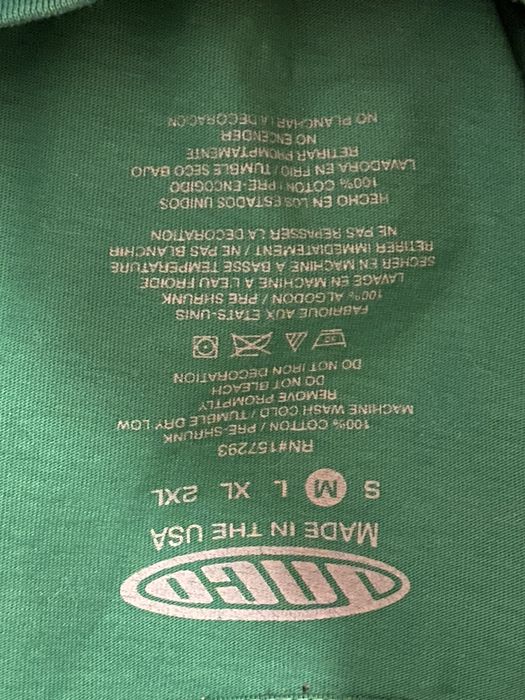 JNCO
MADE IN THE USA
S M L XL 2XL
RN#157293
100% COTTON / PRE-SHRUNK
MACHINE WASH COLD / TUMBLE DRY LOW
REMOVE PROMPTLY
DO NOT BLEACH
DO NOT IRON DECORATION
FABRIQUE AUX ETATS-UNIS
100% ALGODON / PRE SHRUNK
LAVAGE EN MACHINE A L'EAU FROIDE
SECHER EN MACHINE A BASSE TEMPERATURE
RETIRER IMMEDIATEMENT / NE PAS BLANCHIR
NE PAS REPASSER LA DECORATION
HECHO EN LOS ESTADOS UNIDOS
100% COTON / PRE-ENCOGIDO
LAVADORA EN FRIO / TUMBLE SECO BAJO
RETIRAR PROMPTAMENTE
NO ENCENDER
NO PLANCHAR LA DECORACION